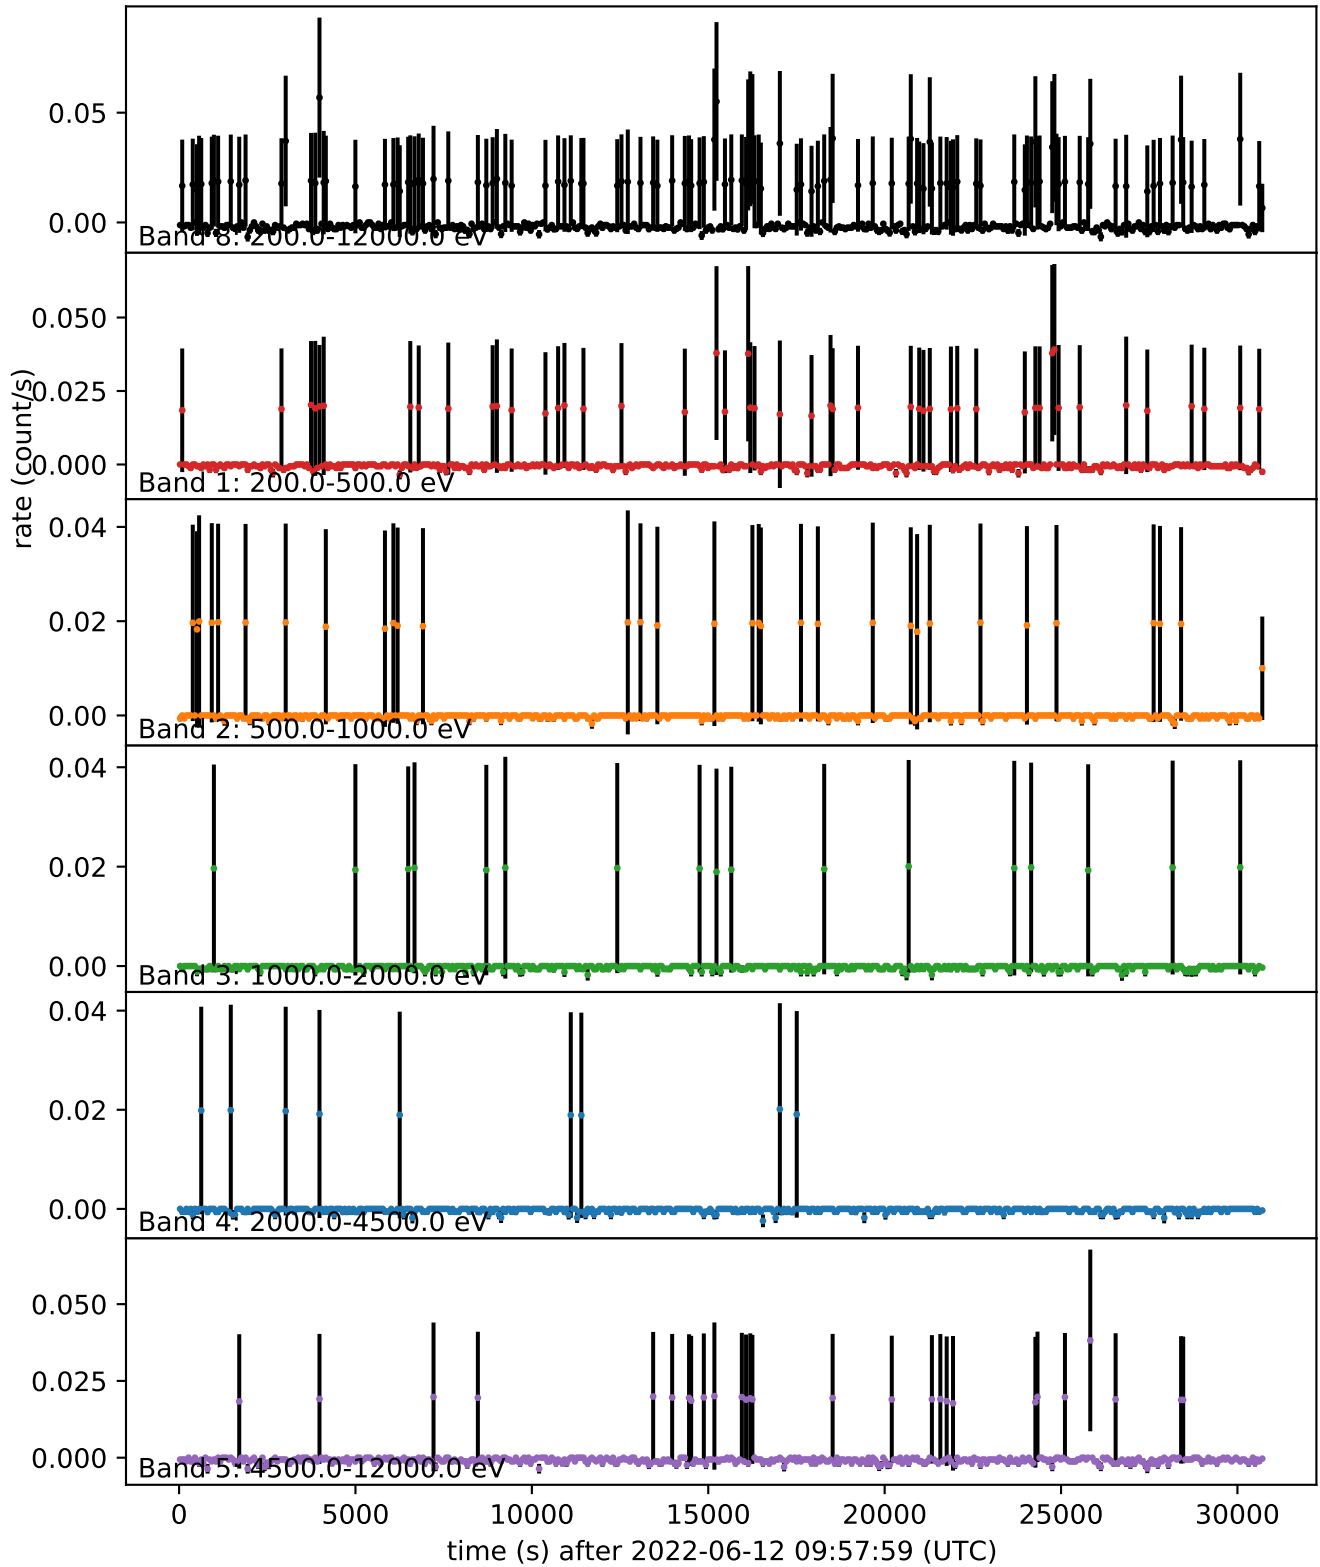 0.05
0.00
Band 8: 200.0-12000.0 eV
0.050
0.025
0.000
Band 1: 200.0-500.0 eV
rate (count/s)
0.04
0.02
0.00
Band 2: 500.0-1000.0 eV
0.04
0.02
0.00
Band 3: 1000.0-2000.0 eV
0.04
0.02
0.00
Band 4: 2000.0-4500.0 eV
0.050
0.025
0.000
Band 5: 4500.0-12000.0 eV
0 5000 10000 15000 20000 25000 30000
time (s) after 2022-06-12 09:57:59 (UTC)